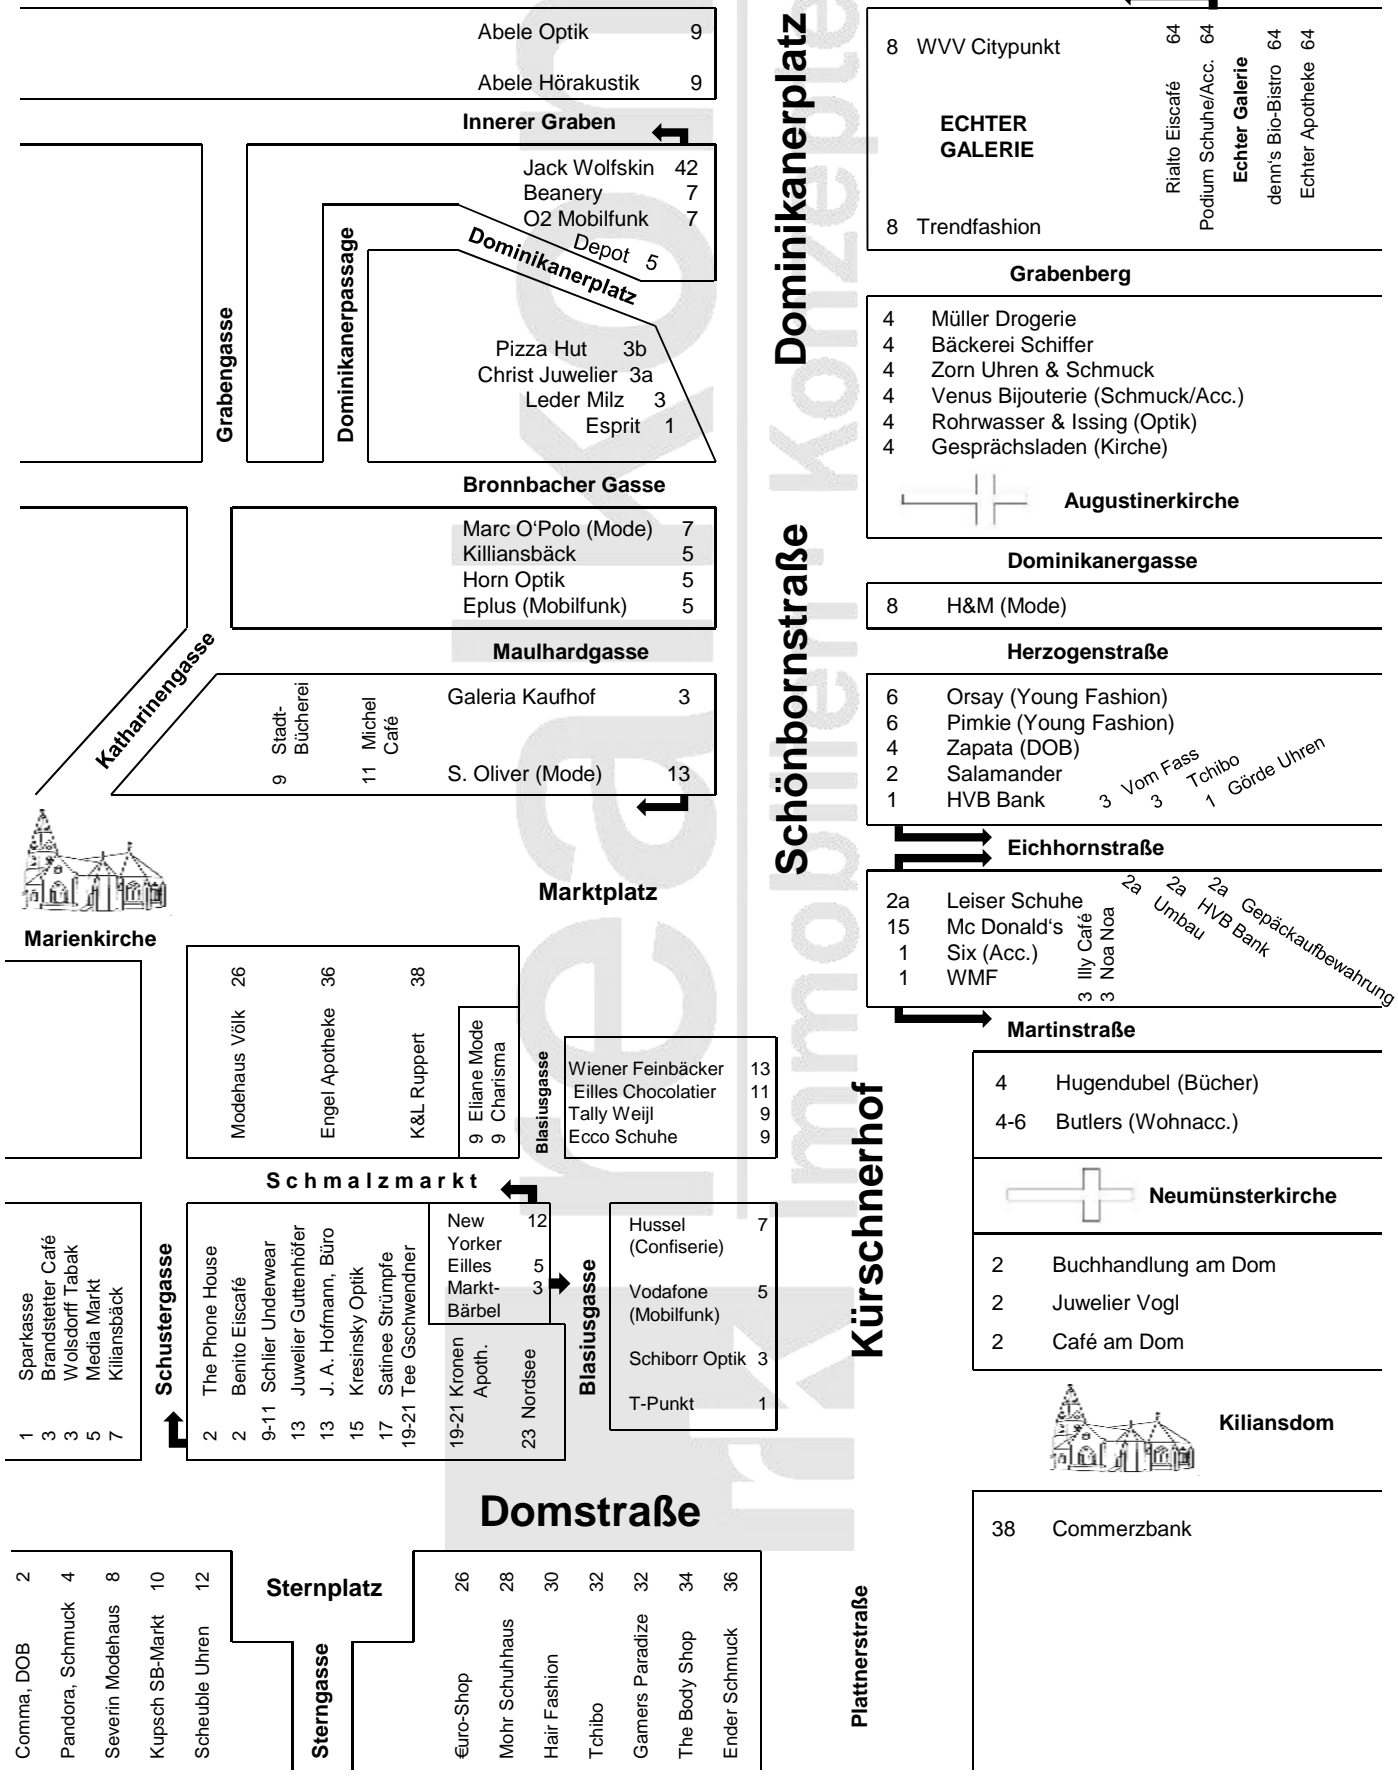 Abele Optik 9
Abele Hörakustik 9
Innerer Graben
Jack Wolfskin 42
Beanery 7
O2 Mobilfunk 7
Depot 5
Dominikanerplatz
Grabengasse
Dominikanerpassage
Pizza Hut 3b
Christ Juwelier 3a
Leder Milz 3
Esprit 1
Bronnbacher Gasse
Marc O'Polo (Mode) 7
Killiansbäck 5
Horn Optik 5
Eplus (Mobilfunk) 5
Maulhardgasse
Katharinengasse
9 Stadt-
Bücherei
11 Michel
Café
Galeria Kaufhof 3
S. Oliver (Mode) 13
Marktplatz
Marienkirche
Dominikanerplatz
Schönbornstraße
Kürschnerhof
Plattnerstraße
8 WVV Citypunkt
ECHTER
GALERIE
8 Trendfashion
Rialto Eiscafé 64
Podium Schuhe/Acc. 64
Echter Galerie
denn's Bio-Bistro 64
Echter Apotheke 64
Grabenberg
4 Müller Drogerie
4 Bäckerei Schiffer
4 Zorn Uhren & Schmuck
4 Venus Bijouterie (Schmuck/Acc.)
4 Rohrwasser & Issing (Optik)
4 Gesprächsladen (Kirche)
Augustinerkirche
Dominikanergasse
8 H&M (Mode)
Herzogenstraße
6 Orsay (Young Fashion)
6 Pimkie (Young Fashion)
4 Zapata (DOB)
2 Salamander
1 HVB Bank
3 Vom Fass
3 Tchibo
1 Görde Uhren
Eichhornstraße
2a Leiser Schuhe
15 Mc Donald's
1 Six (Acc.)
1 WMF
3 Illy Café
3 Noa Noa
2a Umbau
2a HVB Bank
2a Gepäckaufbewahrung
Martinstraße
4 Hugendubel (Bücher)
4-6 Butlers (Wohnacc.)
Neumünsterkirche
2 Buchhandlung am Dom
2 Juwelier Vogl
2 Café am Dom
Kiliansdom
38 Commerzbank
Modehaus Völk 26
Engel Apotheke 36
K&L Ruppert 38
9 Eliane Mode
9 Charisma
Blasiusgasse
Wiener Feinbäcker 13
Eilles Chocolatier 11
Tally Weijl 9
Ecco Schuhe 9
Schmalzmarkt
1 Sparkasse
3 Brandstetter Café
3 Wolsdorff Tabak
5 Media Markt
7 Kiliansbäck
Schustergasse
2 The Phone House
2 Benito Eiscafé
9-11 Schlier Underwear
13 Juwelier Guttenhöfer
13 J. A. Hofmann, Büro
15 Kresinsky Optik
17 Satinee Strümpfe
19-21 Tee Gschwendner
New 12
Yorker
Eilles 5
Markt- 3
Bärbel
19-21 Kronen
Apoth.
23 Nordsee
Blasiusgasse
Hussel 7
(Confiserie)
Vodafone 5
(Mobilfunk)
Schiborr Optik 3
T-Punkt 1
Domstraße
Comma, DOB 2
Pandora, Schmuck 4
Severin Modehaus 8
Kupsch SB-Markt 10
Scheuble Uhren 12
Sternplatz
Sterngasse
€uro-Shop 26
Mohr Schuhhaus 28
Hair Fashion 30
Tchibo 32
Gamers Paradize 32
The Body Shop 34
Ender Schmuck 36